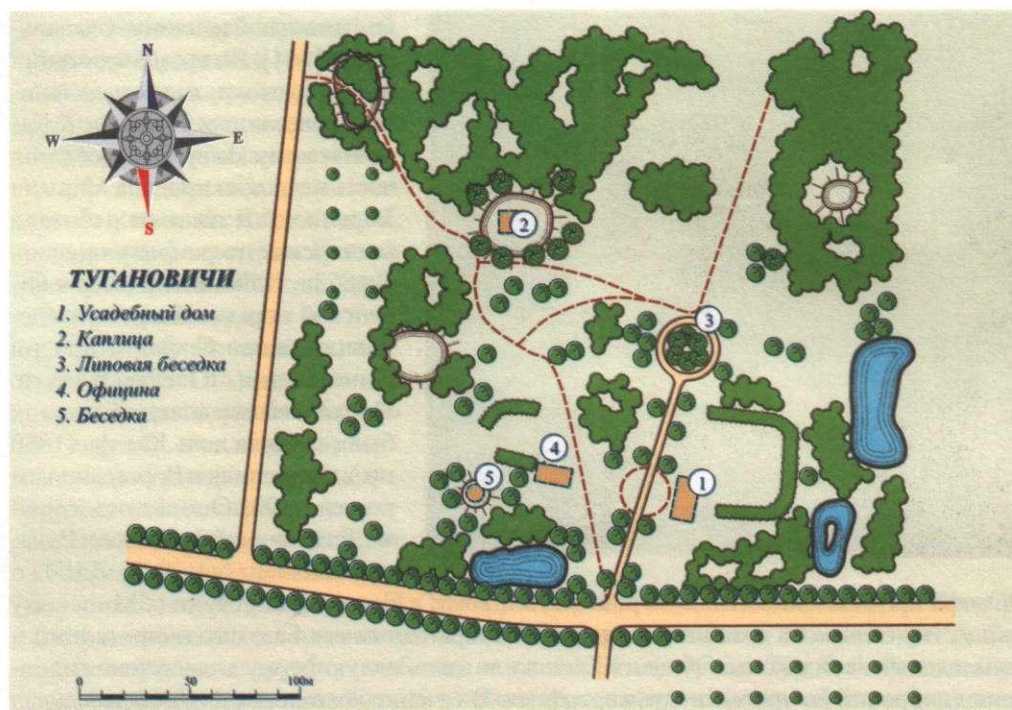 N
W E
S
ТУГАНОВИЧИ
1. Усадебный дом
2. Каплица
3. Липовая беседка
4. Официна
5. Беседка
2
3
4
5
1
0 50 100м